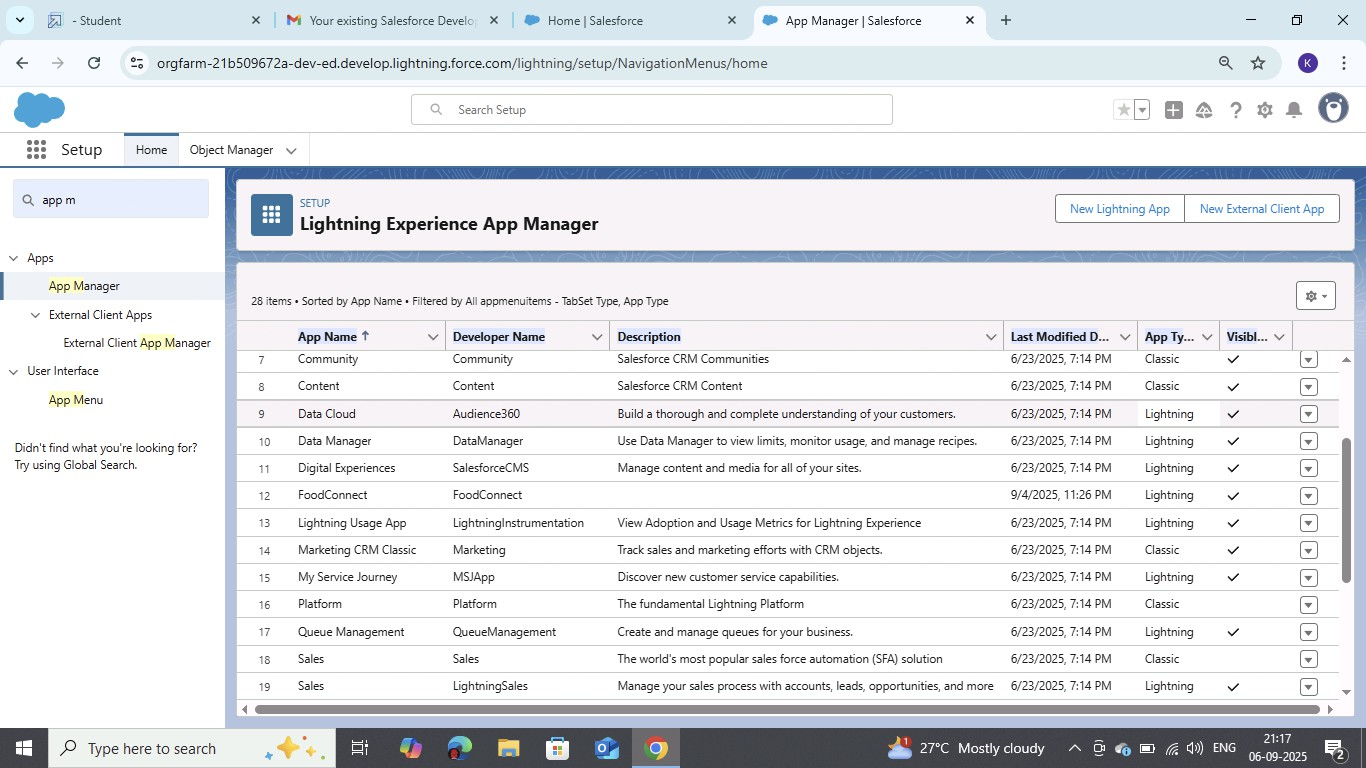 - Student
Your existing Salesforce Develo
Home | Salesforce
App Manager | Salesforce
orgfarm-21b509672a-dev-ed.develop.lightning.force.com/lightning/setup/NavigationMenus/home
K
Search Setup
Setup
Home
Object Manager
app m
Apps
App Manager
External Client Apps
External Client App Manager
User Interface
App Menu
Didn't find what you're looking for?
Try using Global Search.
SETUP
Lightning Experience App Manager
New Lightning App
New External Client App
28 items • Sorted by App Name • Filtered by All appmenuitems - TabSet Type, App Type
App Name Developer Name Description Last Modified D... App Ty... Visibl...
7 Community Community Salesforce CRM Communities 6/23/2025, 7:14 PM Classic
8 Content Content Salesforce CRM Content 6/23/2025, 7:14 PM Classic
9 Data Cloud Audience360 Build a thorough and complete understanding of your customers. 6/23/2025, 7:14 PM Lightning
10 Data Manager DataManager Use Data Manager to view limits, monitor usage, and manage recipes. 6/23/2025, 7:14 PM Lightning
11 Digital Experiences SalesforceCMS Manage content and media for all of your sites. 6/23/2025, 7:14 PM Lightning
12 FoodConnect FoodConnect 9/4/2025, 11:26 PM Lightning
13 Lightning Usage App LightningInstrumentation View Adoption and Usage Metrics for Lightning Experience 6/23/2025, 7:14 PM Lightning
14 Marketing CRM Classic Marketing Track sales and marketing efforts with CRM objects. 6/23/2025, 7:14 PM Classic
15 My Service Journey MSJApp Discover new customer service capabilities. 6/23/2025, 7:14 PM Lightning
16 Platform Platform The fundamental Lightning Platform 6/23/2025, 7:14 PM Classic
17 Queue Management QueueManagement Create and manage queues for your business. 6/23/2025, 7:14 PM Lightning
18 Sales Sales The world's most popular sales force automation (SFA) solution 6/23/2025, 7:14 PM Classic
19 Sales LightningSales Manage your sales process with accounts, leads, opportunities, and more 6/23/2025, 7:14 PM Lightning
Type here to search
1
27°C Mostly cloudy
ENG
21:17
06-09-2025
2